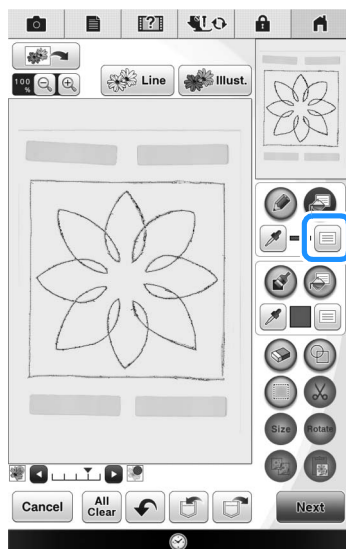 ?
100
%
Line
Illust.
Size
Rotate
Cancel
All
Clear
Next